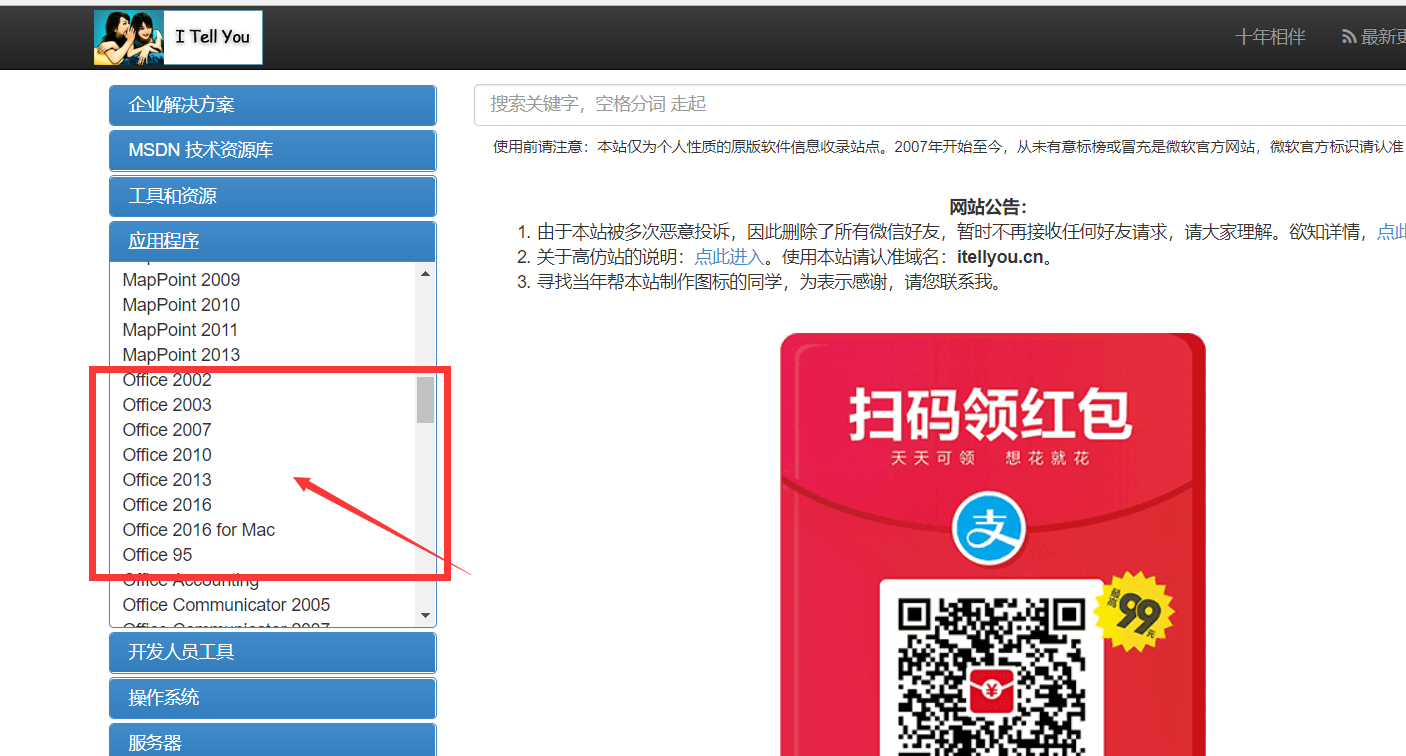 I Tell You
十年相伴
最新更
企业解决方案
MSDN 技术资源库
工具和资源
应用程序
MapPoint 2009
MapPoint 2010
MapPoint 2011
MapPoint 2013
Office 2002
Office 2003
Office 2007
Office 2010
Office 2013
Office 2016
Office 2016 for Mac
Office 95
Office Accounting
Office Communicator 2005
Office Communicator 2007
开发人员工具
操作系统
服务器
搜索关键字，空格分词 走起
使用前请注意：本站仅为个人性质的原版软件信息收录站点。2007年开始至今，从未有意标榜或冒充是微软官方网站，微软官方标识请认准
网站公告：
1. 由于本站被多次恶意投诉，因此删除了所有微信好友，暂时不再接收任何好友请求，请大家理解。欲知详情，点此
2. 关于高仿站的说明：点此进入。使用本站请认准域名：itellyou.cn。
3. 寻找当年帮本站制作图标的同学，为表示感谢，请您联系我。
扫码领红包
天天可领 想花就花
支
最高99元
¥